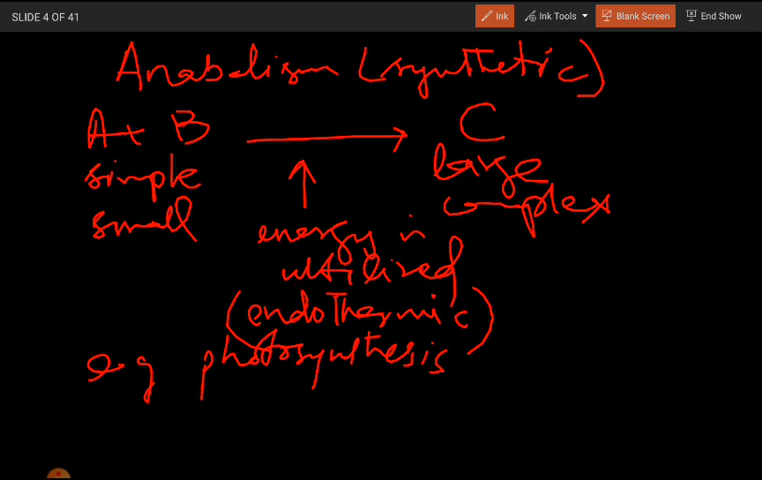 SLIDE 4 OF 41
Ink
Ink Tools
Blank Screen
End Show
Anabolism (synthetic)
A + B → C
simple large
small complex
energy is
utilized
(endothermic)
e.g photosynthesis